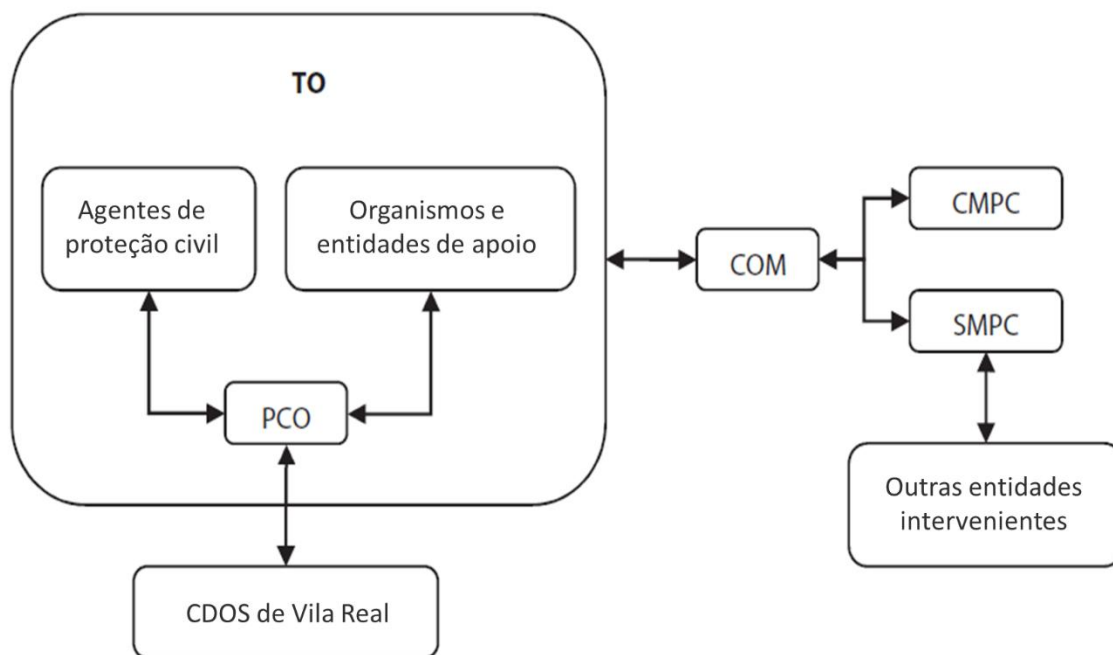 TO
Agentes de
proteção civil
Organismos e
entidades de apoio
PCO
CDOS de Vila Real
COM
CMPC
SMPC
Outras entidades
intervenientes